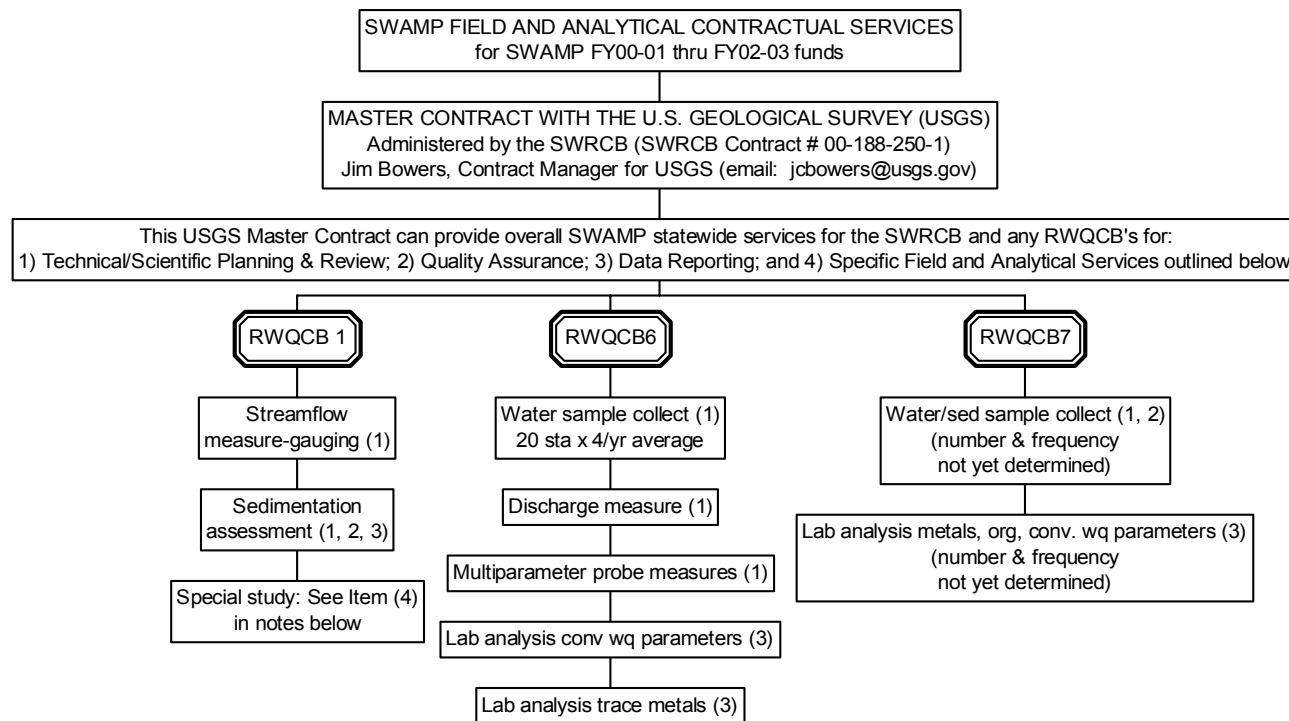 SWAMP FIELD AND ANALYTICAL CONTRACTUAL SERVICES
for SWAMP FY00-01 thru FY02-03 funds
MASTER CONTRACT WITH THE U.S. GEOLOGICAL SURVEY (USGS)
Administered by the SWRCB (SWRCB Contract # 00-188-250-1)
Jim Bowers, Contract Manager for USGS (email: jcbowers@usgs.gov)
This USGS Master Contract can provide overall SWAMP statewide services for the SWRCB and any RWQCB's for:
1) Technical/Scientific Planning & Review; 2) Quality Assurance; 3) Data Reporting; and 4) Specific Field and Analytical Services outlined below
RWQCB 1
Streamflow
measure-gauging (1)
Sedimentation
assessment (1, 2, 3)
Special study: See Item (4)
in notes below
RWQCB6
Water sample collect (1)
20 sta x 4/yr average
Discharge measure (1)
Multiparameter probe measures (1)
Lab analysis conv wq parameters (3)
Lab analysis trace metals (3)
RWQCB7
Water/sed sample collect (1, 2)
(number & frequency
not yet determined)
Lab analysis metals, org, conv. wq parameters (3)
(number & frequency
not yet determined)